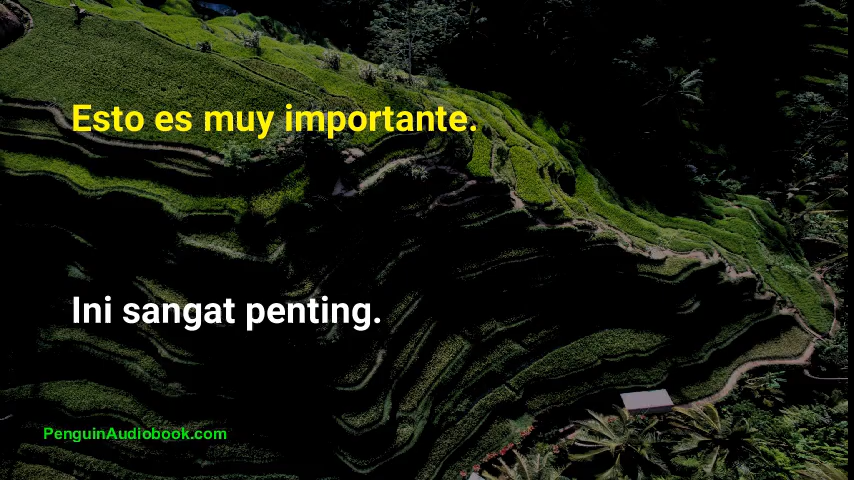 Esto es muy importante.
Ini sangat penting.
PenguinAudiobook.com